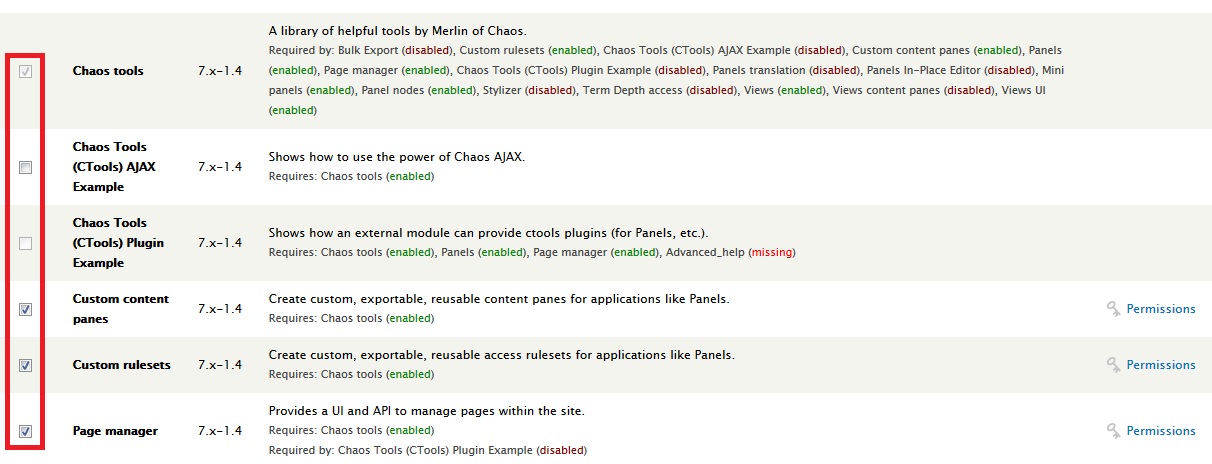 A library of helpful tools by Merlin of Chaos.
Required by: Bulk Export (disabled), Custom rulesets (enabled), Chaos Tools (CTools) AJAX Example (disabled), Custom content panes (enabled), Panels
Chaos tools 7.x-1.4 (enabled), Page manager (enabled), Chaos Tools (CTools) Plugin Example (disabled), Panels translation (disabled), Panels In-Place Editor (disabled), Mini
panels (enabled), Panel nodes (enabled), Stylizer (disabled), Term Depth access (disabled), Views (enabled), Views content panes (disabled), Views UI
(enabled)
Chaos Tools
(CTools) AJAX
Example
7.x-1.4
Shows how to use the power of Chaos AJAX.
Requires: Chaos tools (enabled)
Chaos Tools
(CTools) Plugin
Example
7.x-1.4
Shows how an external module can provide ctools plugins (for Panels, etc.).
Requires: Chaos tools (enabled), Panels (enabled), Page manager (enabled), Advanced_help (missing)
Custom content
panes
7.x-1.4
Create custom, exportable, reusable content panes for applications like Panels.
Requires: Chaos tools (enabled)
Permissions
Custom rulesets
7.x-1.4
Create custom, exportable, reusable access rulesets for applications like Panels.
Requires: Chaos tools (enabled)
Permissions
Page manager
7.x-1.4
Provides a UI and API to manage pages within the site.
Requires: Chaos tools (enabled)
Required by: Chaos Tools (CTools) Plugin Example (disabled)
Permissions